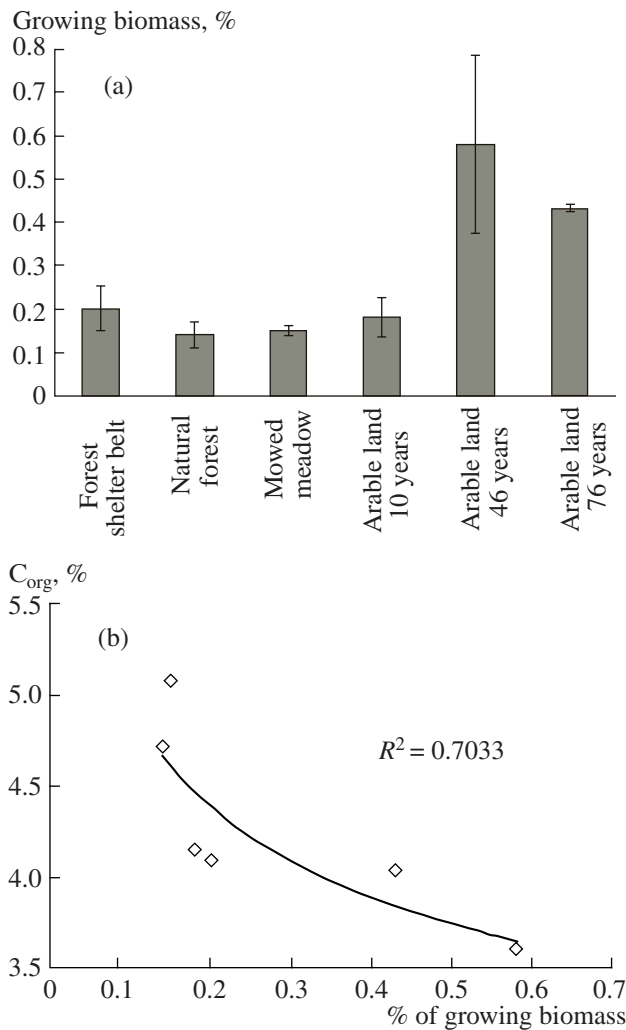 Growing biomass, %
0.8
(a)
0.7
0.6
0.5
0.4
0.3
0.2
0.1
0
Forest
shelter belt
Natural
forest
Mowed
meadow
Arable land
10 years
Arable land
46 years
Arable land
76 years
C_org, %
5.5
(b)
5.0
R² = 0.7033
4.5
4.0
3.5
0 0.1 0.2 0.3 0.4 0.5 0.6 0.7
% of growing biomass